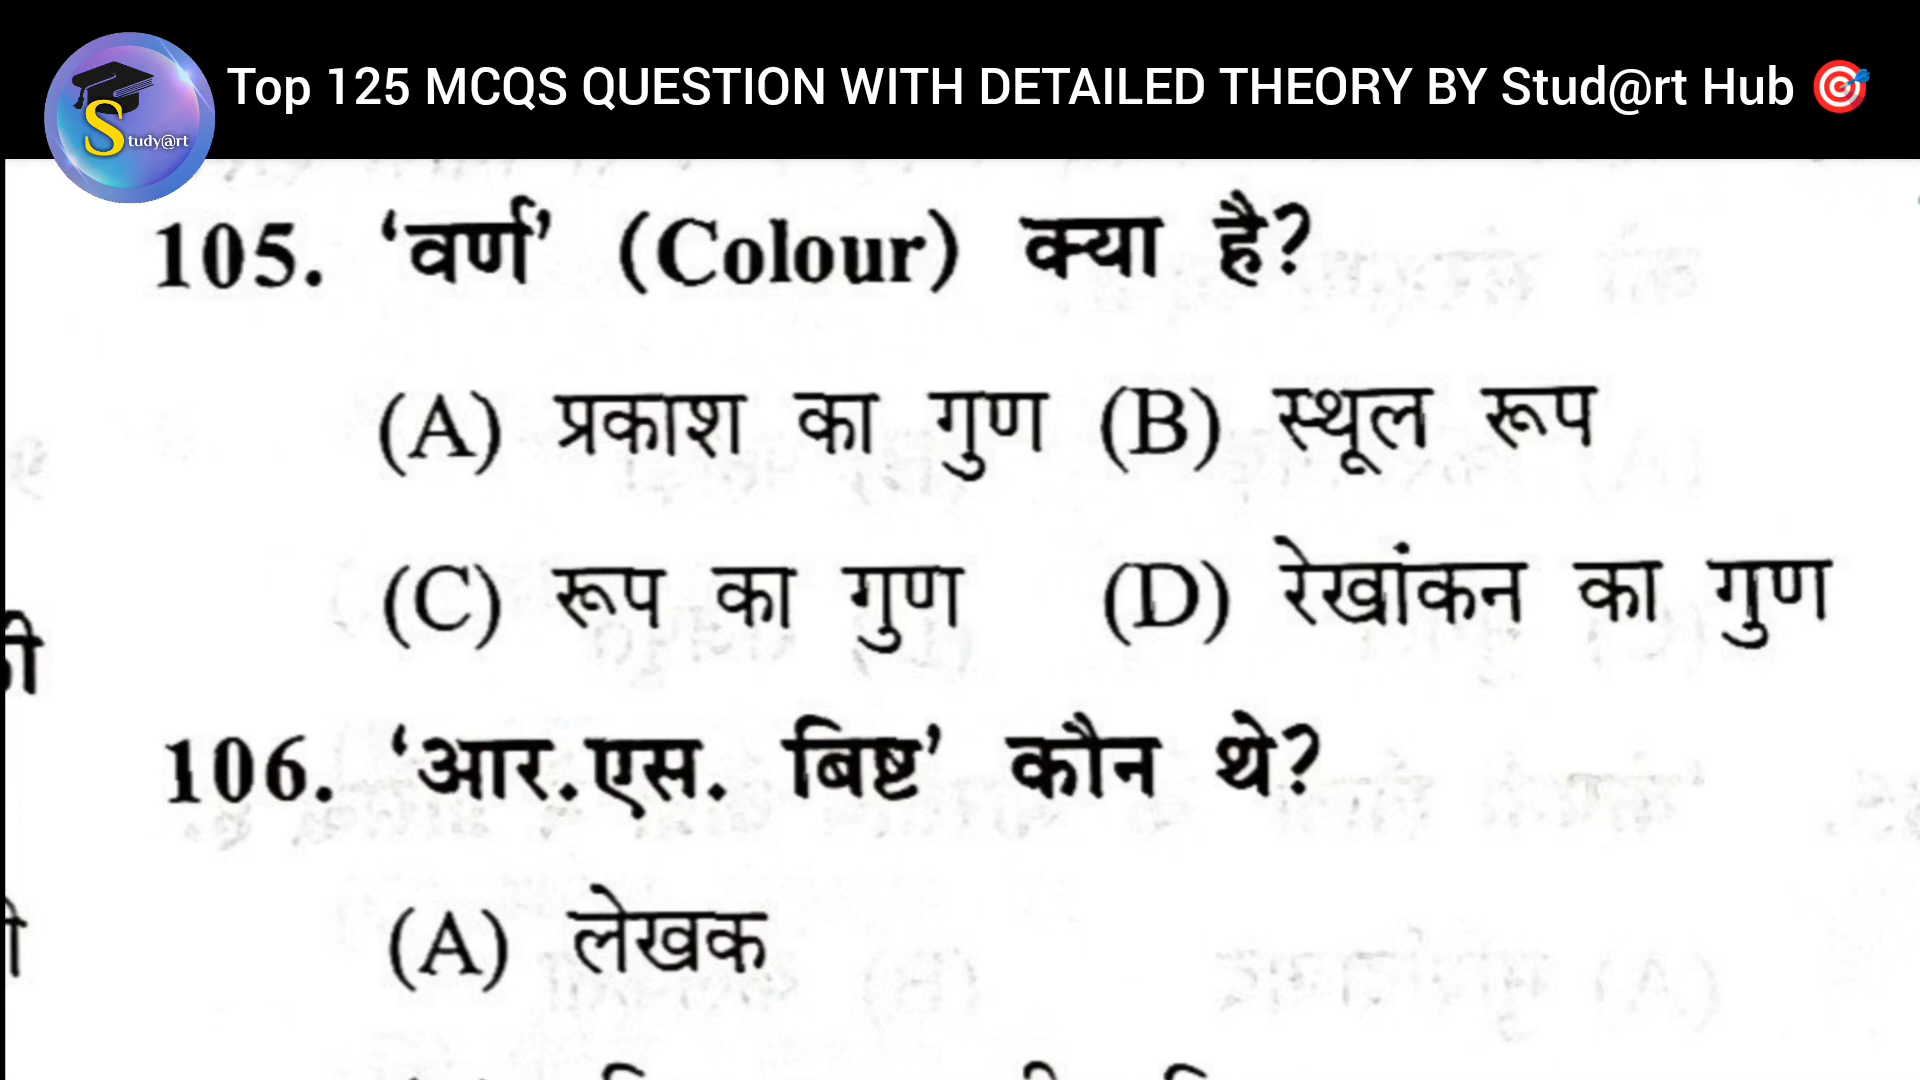 Top 125 MCQS QUESTION WITH DETAILED THEORY BY Stud@rt Hub 🎯
Study@rt
105. ‘वर्ण’ (Colour) क्या है?
(A) प्रकाश का गुण (B) स्थूल रूप
(C) रूप का गुण (D) रेखांकन का गुण
106. ‘आर.एस. बिष्ट’ कौन थे?
(A) लेखक